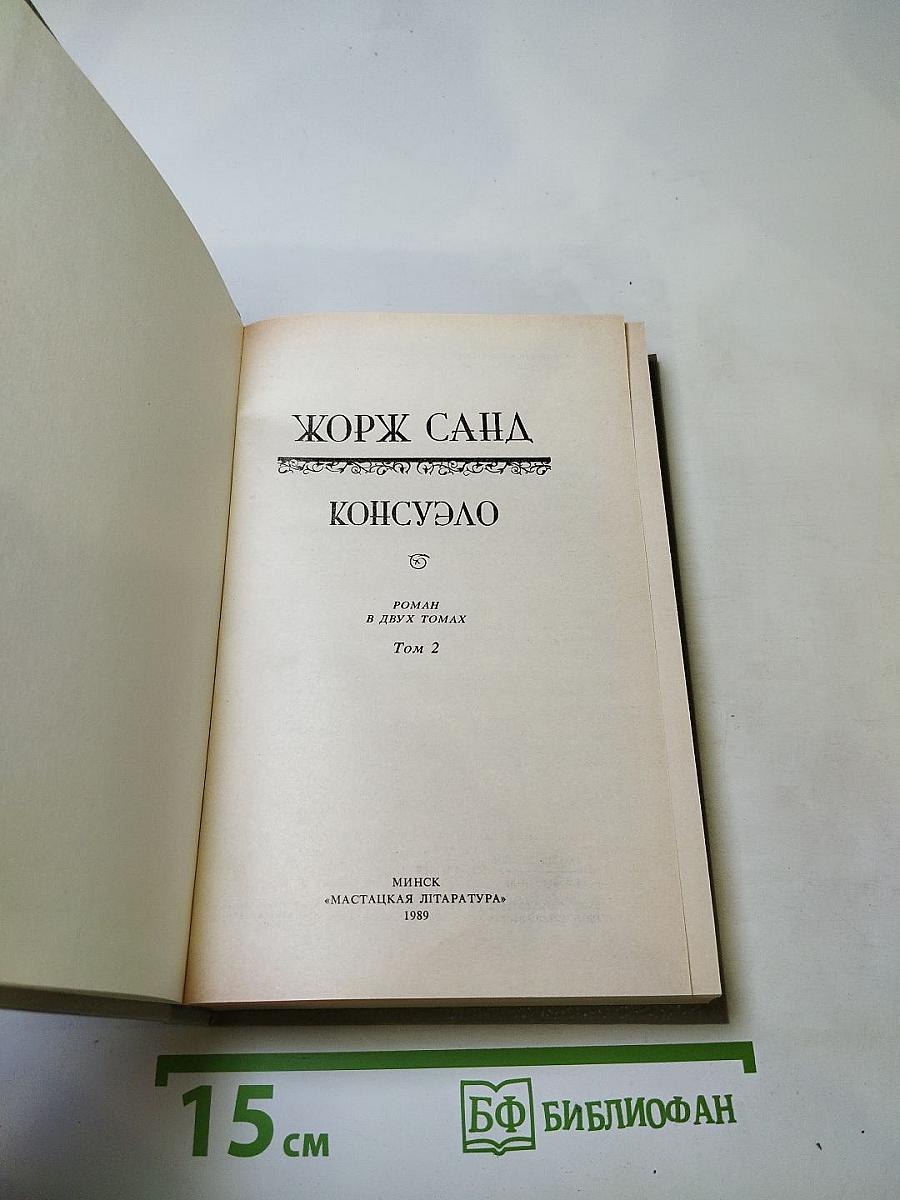 ЖОРЖ САНД
КОНСУЭЛО
РОМАН
В ДВУХ ТОМАХ
Том 2
МИНСК
«МАСТАЦКАЯ ЛІТАРАТУРА»
1989
15 см
БФ БИБЛИОФАН